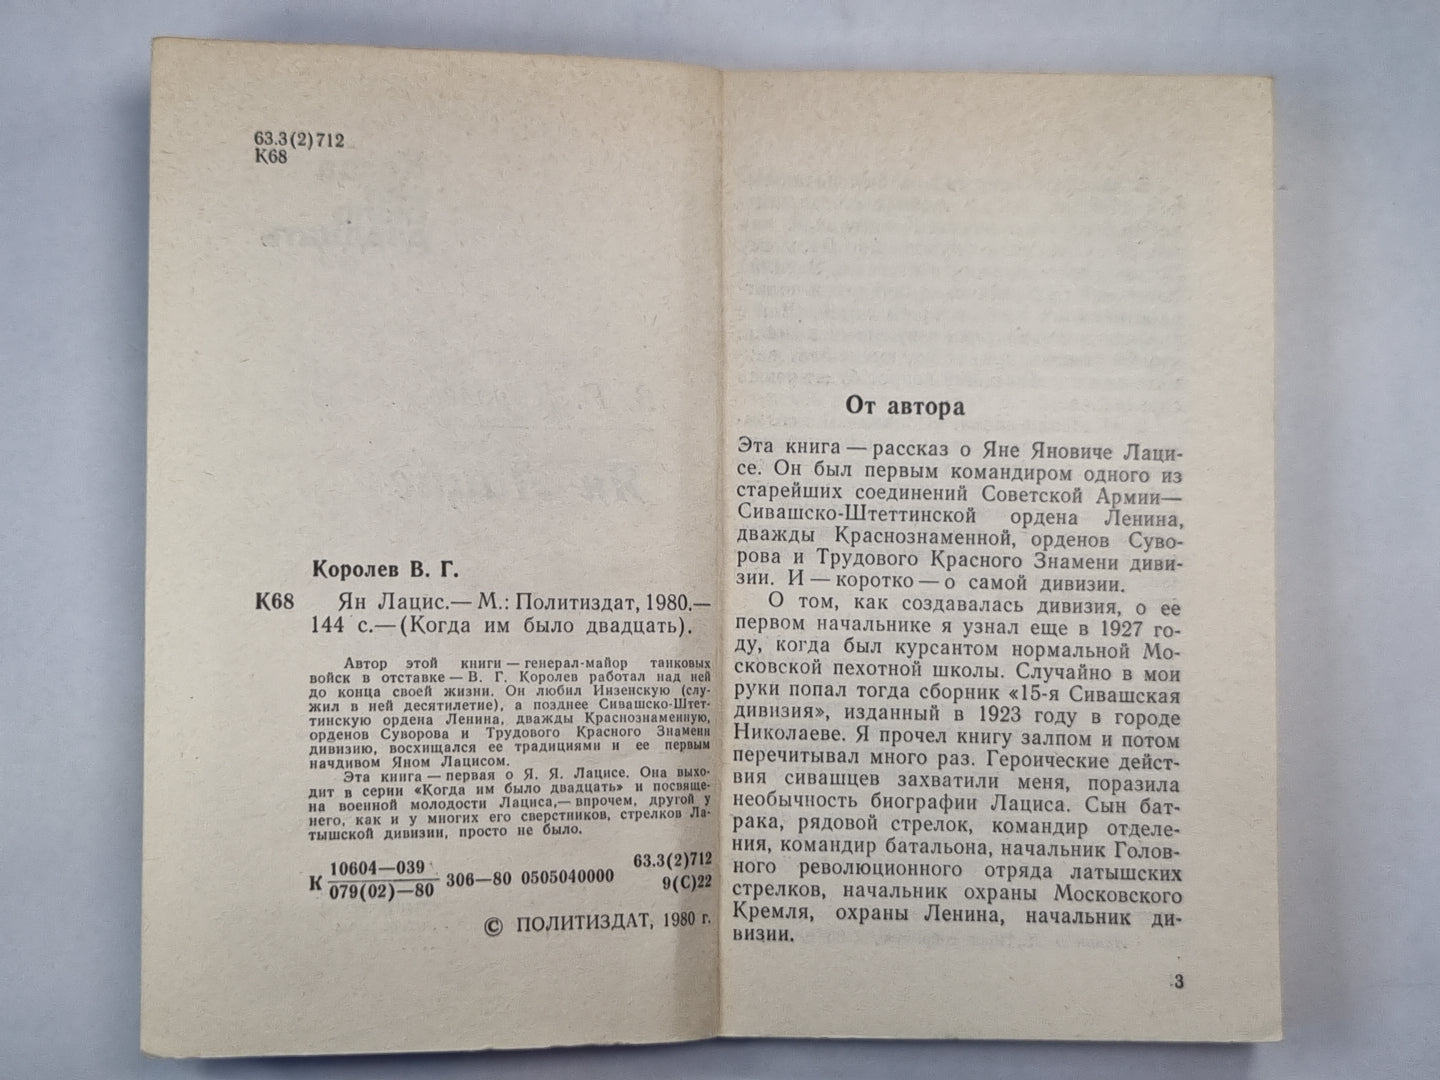 63.3(2)712
К68
Королев В. Г.
К68 Ян Лацис.— М.: Политиздат, 1980.—
144 с.—(Когда им было двадцать).
Автор этой книги — генерал-майор танковых
войск в отставке — В. Г. Королев работал над ней
до конца своей жизни. Он любил Инзенскую (слу-
жил в ней десятилетие), а позднее Сивашско-Штет-
тинскую ордена Ленина, дважды Краснознаменную,
орденов Суворова и Трудового Красного Знамени
дивизию, восхищался ее традициями и ее первым
начдивом Яном Лацисом.
Эта книга — первая о Я. Я. Лацисе. Она выхо-
дит в серии «Когда им было двадцать» и посвяще-
на военной молодости Лациса,— впрочем, другой у
него, как и у многих его сверстников, стрелков Ла-
тышской дивизии, просто не было.
К 10604—039 306—80 0505040000 63.3(2)712
079(02)—80 9(С)22
© ПОЛИТИЗДАТ, 1980 г.
От автора
Эта книга — рассказ о Яне Яновиче Лаци-
се. Он был первым командиром одного из
старейших соединений Советской Армии—
Сивашско-Штеттинской ордена Ленина,
дважды Краснознаменной, орденов Суво-
рова и Трудового Красного Знамени диви-
зии. И — коротко — о самой дивизии.
О том, как создавалась дивизия, о ее
первом начальнике я узнал еще в 1927 го-
ду, когда был курсантом нормальной Мо-
сковской пехотной школы. Случайно в мои
руки попал тогда сборник «15-я Сивашская
дивизия», изданный в 1923 году в городе
Николаеве. Я прочел книгу залпом и потом
перечитывал много раз. Героические дейст-
вия сивашцев захватили меня, поразила
необычность биографии Лациса. Сын бат-
рака, рядовой стрелок, командир отделе-
ния, командир батальона, начальник Голов-
ного революционного отряда латышских
стрелков, начальник охраны Московского
Кремля, охраны Ленина, начальник ди-
визии.
3